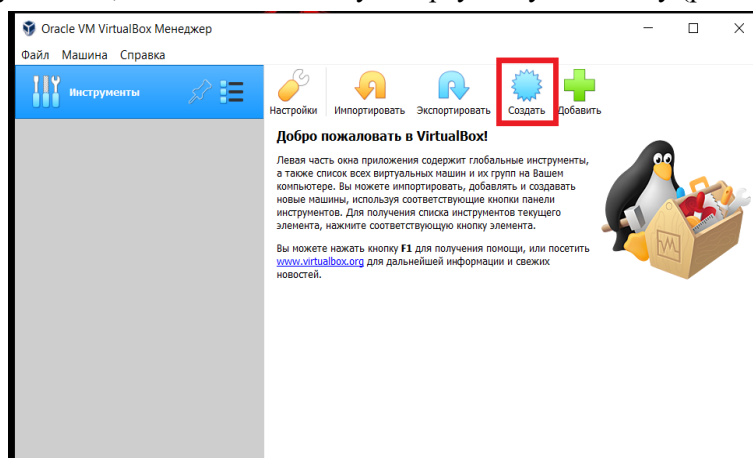 Oracle VM VirtualBox Менеджер
Файл Машина Справка
Инструменты
Настройки Импортировать Экспортировать Создать Добавить
Добро пожаловать в VirtualBox!
Левая часть окна приложения содержит глобальные инструменты,
а также список всех виртуальных машин и их групп на Вашем
компьютере. Вы можете импортировать, добавлять и создавать
новые машины, используя соответствующие кнопки панели
инструментов. Для получения списка инструментов текущего
элемента, нажмите соответствующую кнопку элемента.
Вы можете нажать кнопку F1 для получения помощи, или посетить
www.virtualbox.org для дальнейшей информации и свежих
новостей.